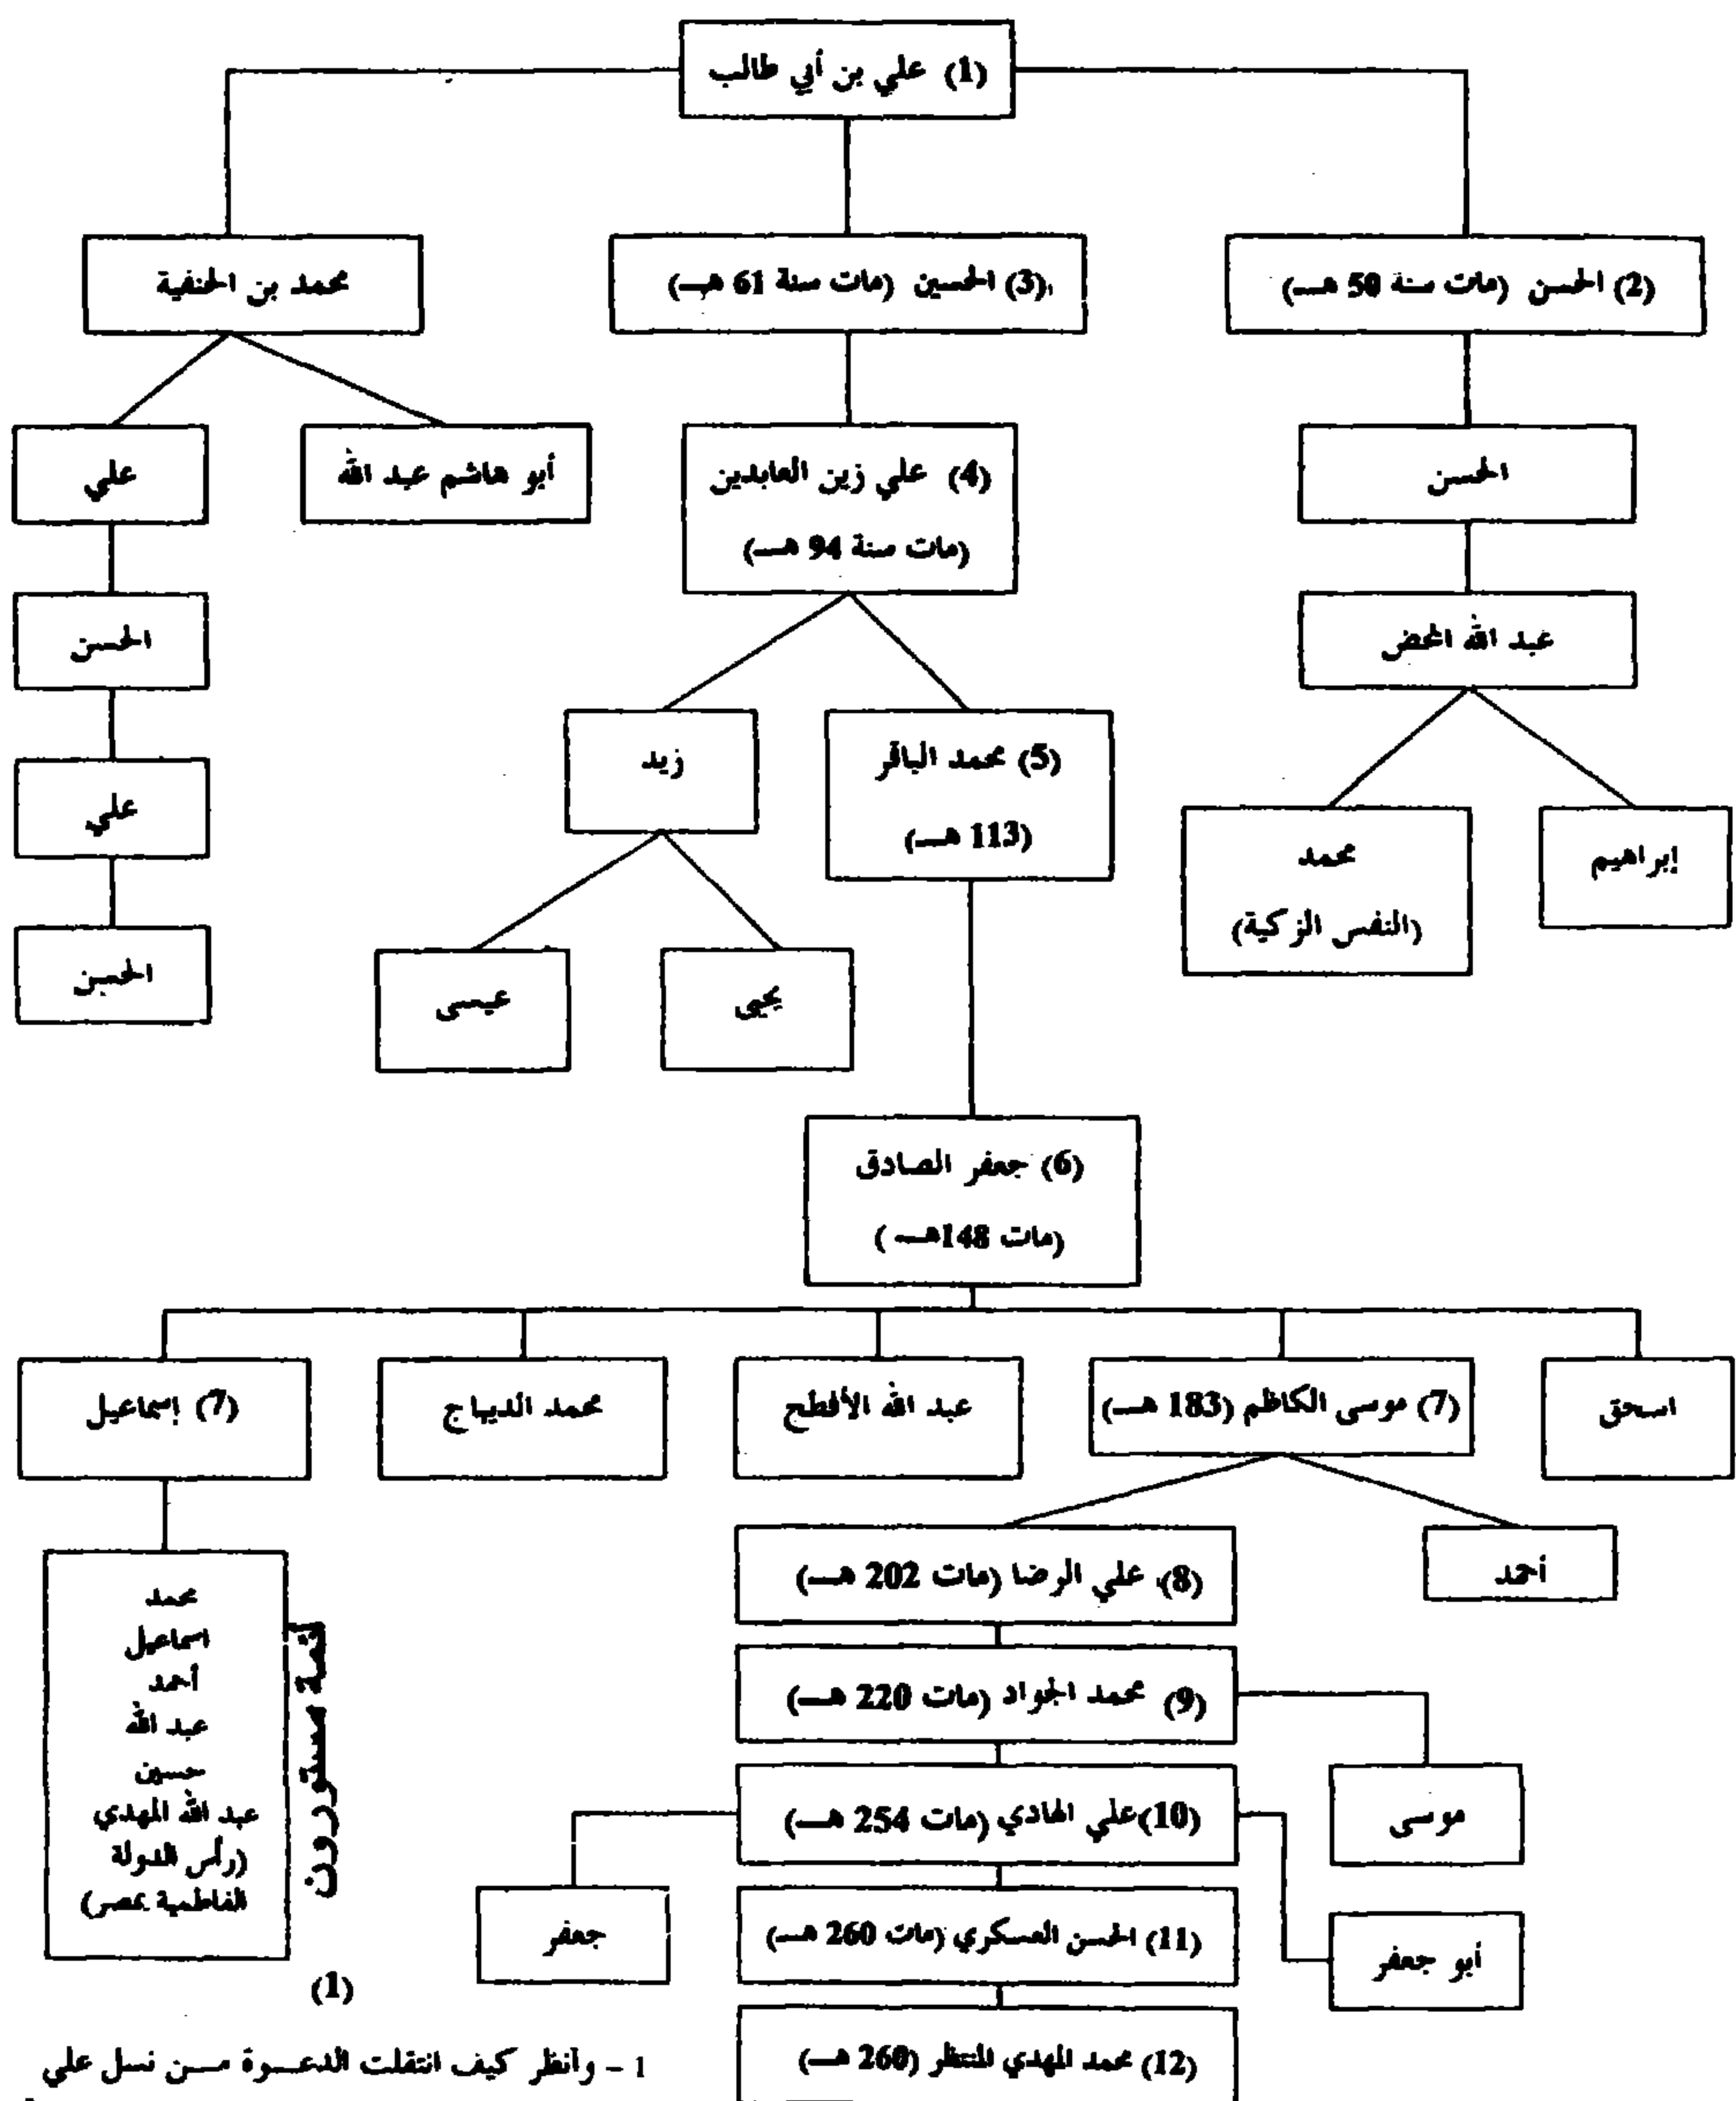 (1) علي بن أبي طالب
(2) الحسن (مات سنة 50 هـ)
(3) الحسين (مات سنة 61 هـ)
محمد بن الحنفية
الحسن
(4) علي زين العابدين
(مات سنة 94 هـ)
أبو هاشم عبد الله
علي
عبد الله المحض
الحسن
إبراهيم
محمد
(النفس الزكية)
(5) محمد الباقر
(113 هـ)
زيد
علي
يحيى
عيسى
الحسن
(6) جعفر الصادق
(مات 148هـ )
اسحق
(7) موسى الكاظم (183 هـ)
عبد الله الأفطح
محمد الديباج
(7) إسماعيل
أحمد
(8) علي الرضا (مات 202 هـ)
(9) محمد الجواد (مات 220 هـ)
موسى
(10)علي الهادي (مات 254 هـ)
أبو جعفر
جعفر
(11) الحسن العسكري (مات 260 هـ)
(12) محمد المهدي المنتظر (260 هـ)
محمد
اسماعيل
أحمد
عبد الله
حسين
عبد الله المهدي
(رأس الدولة
الفاطمية بمصر)
أئمة مستورون
(1)
1 - وانظر كيف انتقلت الدعـــوة مـــن نسل علي